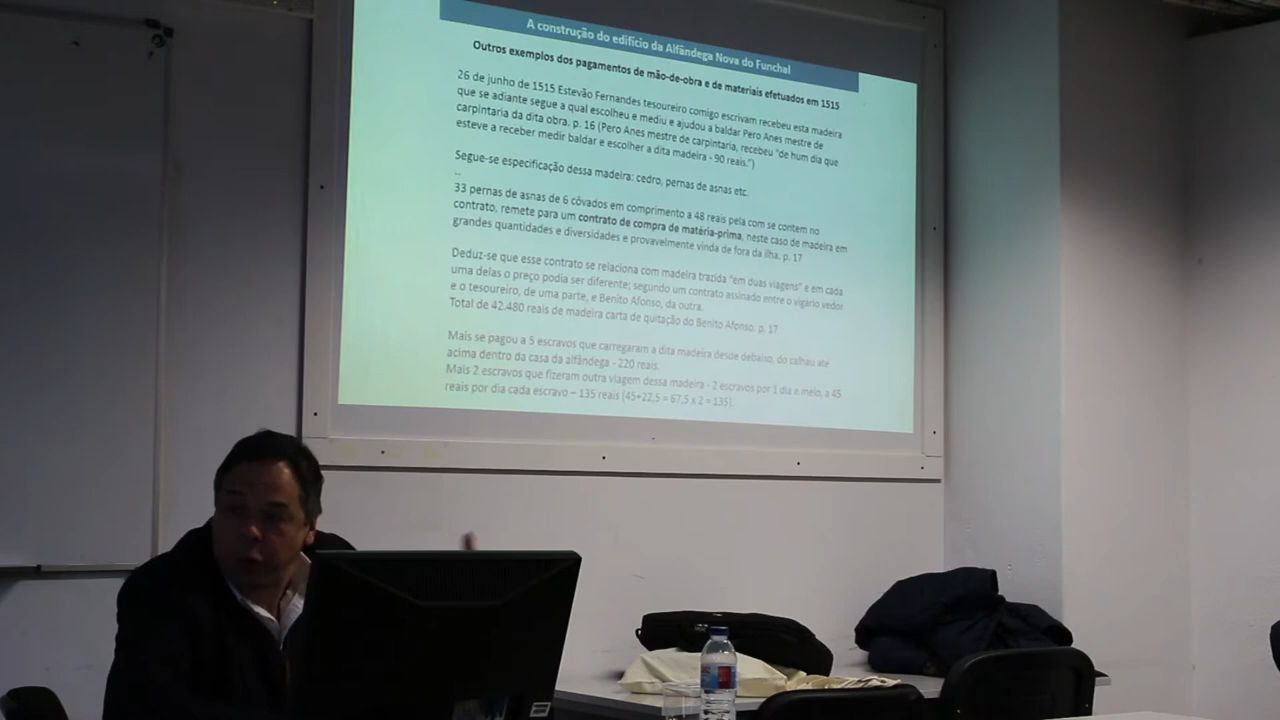 A construção do edifício da Alfândega Nova do Funchal
Outros exemplos dos pagamentos de mão-de-obra e de materiais efetuados em 1515
26 de junho de 1515 Estevão Fernandes tesoureiro comigo escrivam recebeu esta madeira
que se adiante segue a qual escolheu e mediu e ajudou a baldar Pero Anes mestre de
carpintaria da dita obra. p. 16 (Pero Anes mestre de carpintaria, recebeu "de hum dia que
esteve a receber medir baldar e escolher a dita madeira - 90 reais.")
Segue-se especificação dessa madeira: cedro, pernas de asnas etc.
...
33 pernas de asnas de 6 côvados em comprimento a 48 reais pela com se contem no
contrato, remete para um contrato de compra de matéria-prima, neste caso de madeira em
grandes quantidades e diversidades e provavelmente vinda de fora da ilha. p. 17
Deduz-se que esse contrato se relaciona com madeira trazida "em duas viagens" e em cada
uma delas o preço podia ser diferente; segundo um contrato assinado entre o vigario vedor
e o tesoureiro, de uma parte, e Benito Afonso, da outra.
Total de 42.480 reais de madeira carta de quitação do Benito Afonso. p. 17
Mais se pagou a 5 escravos que carregaram a dita madeira desde debaixo, do calhau até
acima dentro da casa da alfândega - 220 reais.
Mais 2 escravos que fizeram outra viagem dessa madeira - 2 escravos por 1 dia e meio, a 45
reais por dia cada escravo – 135 reais (45+22,5 = 67,5 x 2 = 135).